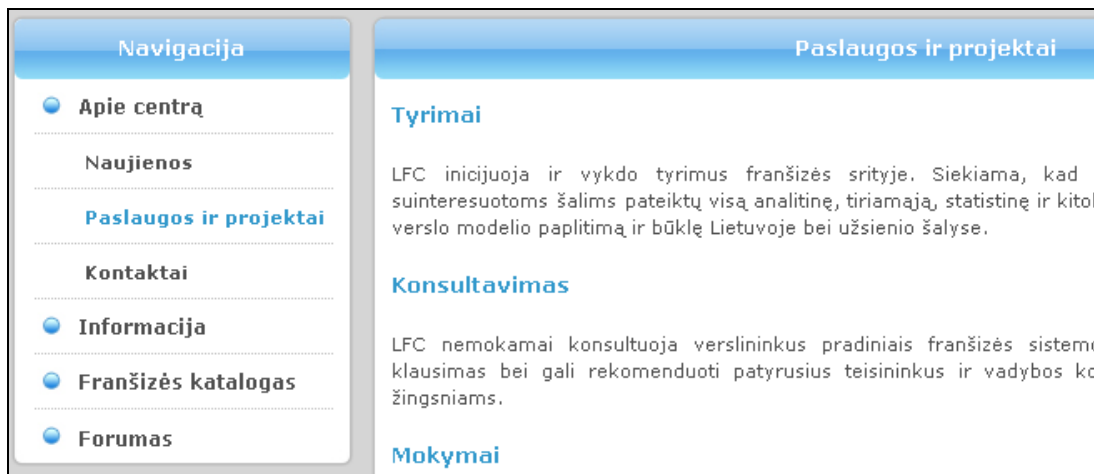 Navigacija
Apie centrą
Naujienos
Paslaugos ir projektai
Kontaktai
Informacija
Franšizės katalogas
Forumas
Paslaugos ir projektai
Tyrimai
LFC inicijuoja ir vykdo tyrimus franšizės srityje. Siekiama, kad
suinteresuotoms šalims pateiktų visą analitinę, tiriamąją, statistinę ir
verslo modelio paplitimą ir būklę Lietuvoje bei užsienio šalyse.
Konsultavimas
LFC nemokamai konsultuoja verslininkus pradiniais franšizės
klausimas bei gali rekomenduoti patyrusius teisininkus ir vadybos
žingsniams.
Mokymai